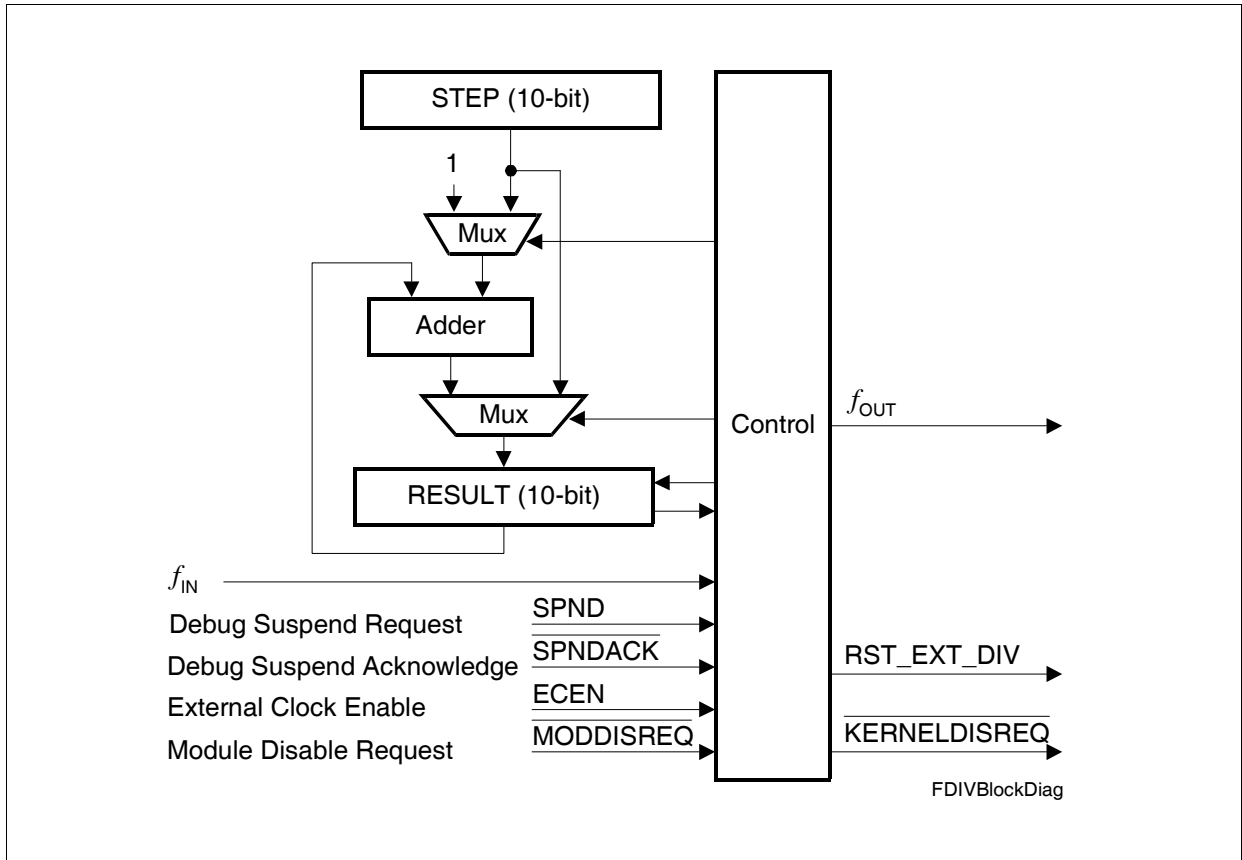 STEP (10-bit)
1
Mux
Adder
Mux
Control
fOUT
RESULT (10-bit)
fIN
Debug Suspend Request SPND
Debug Suspend Acknowledge SPNDACK RST_EXT_DIV
External Clock Enable ECEN
Module Disable Request MODDISREQ KERNELDISREQ
FDIVBlockDiag